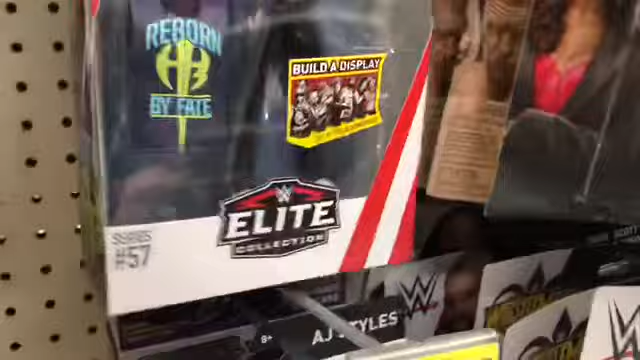 REBORN
BY FATE
BUILD A DISPLAY
W
ELITE
COLLECTION
SERIES
#57
8+
AJ STYLES
W
W